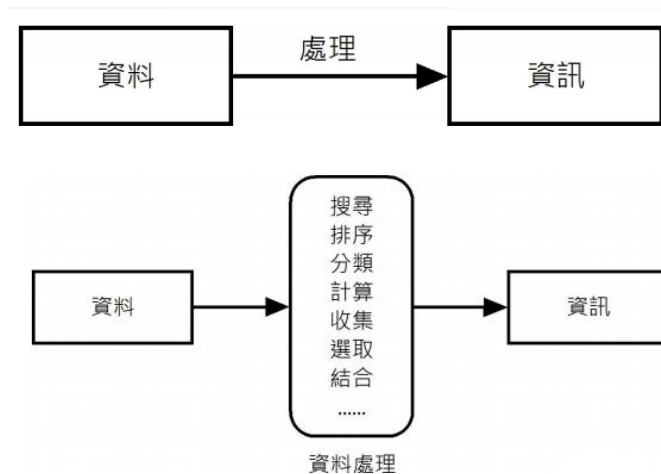 資料
處理
資訊
資料
搜尋
排序
分類
計算
收集
選取
結合
......
資訊
資料處理